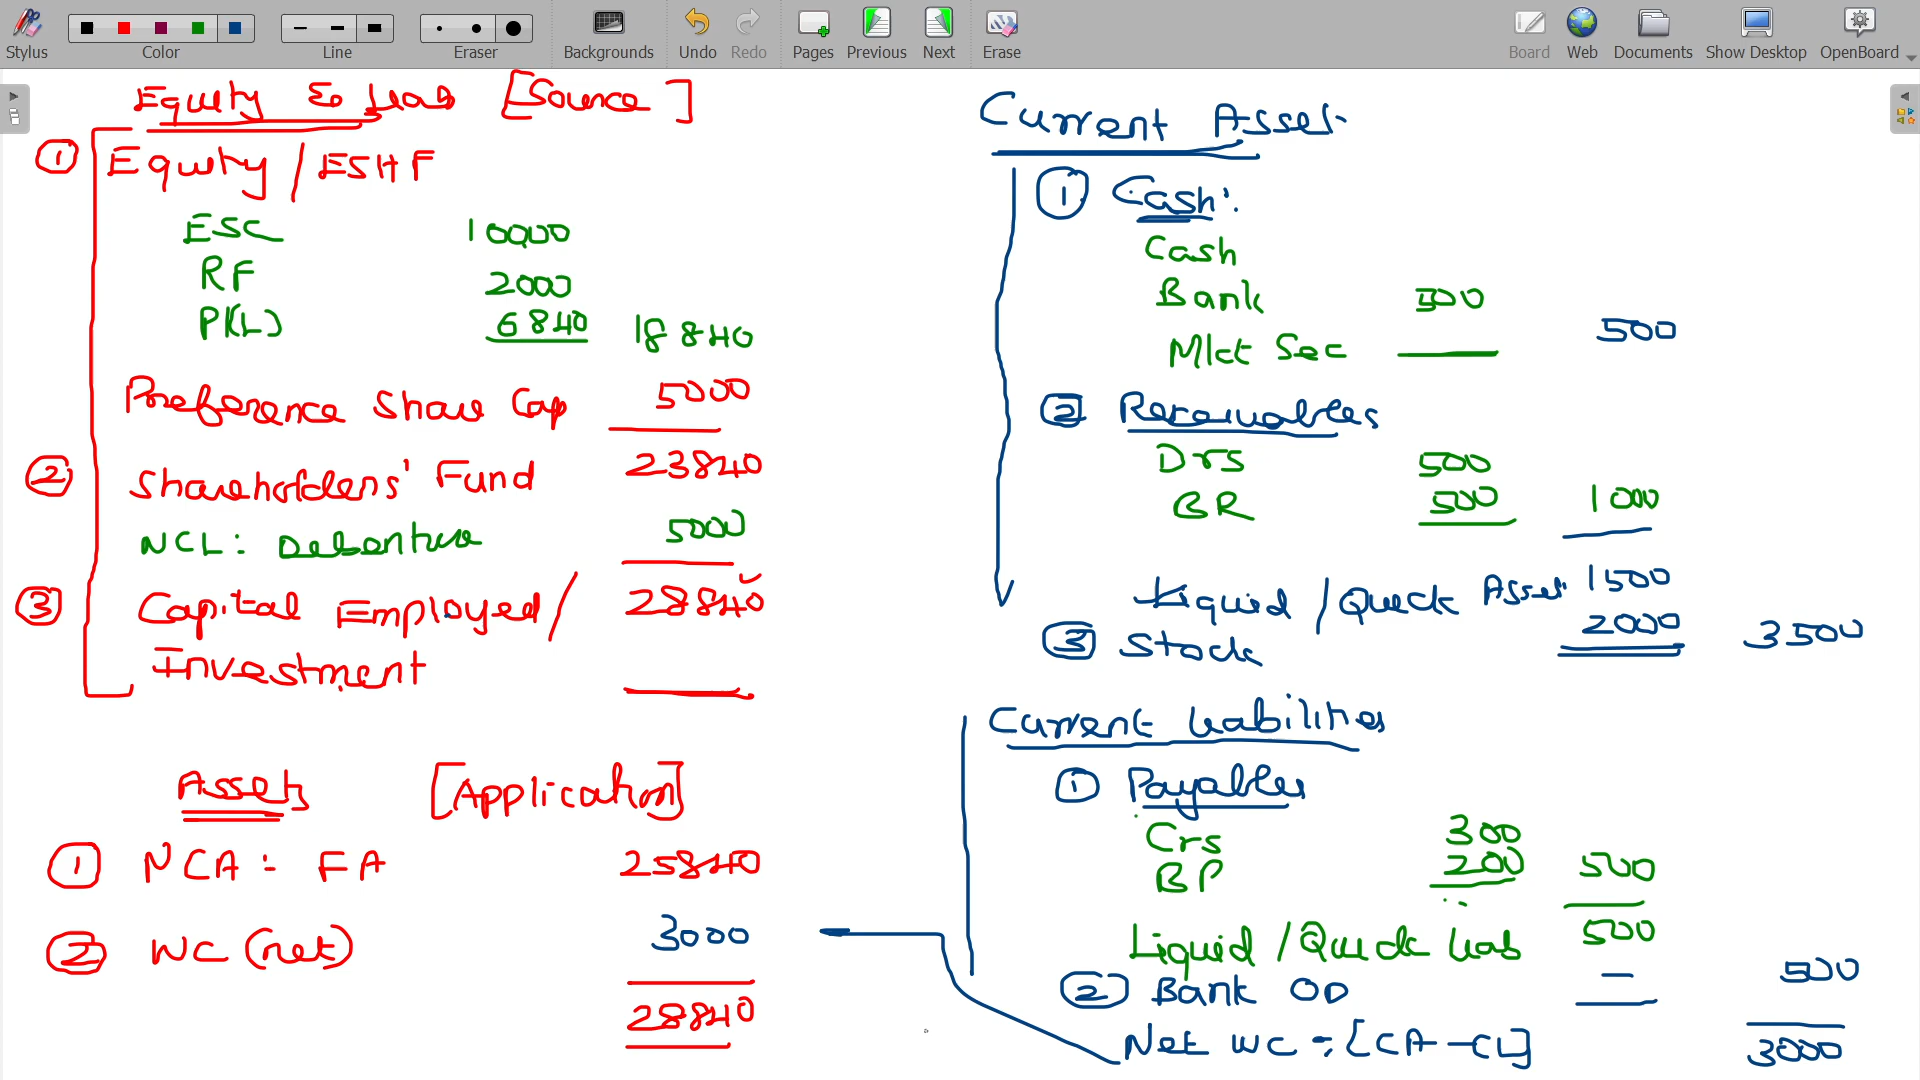 Stylus Color Line Eraser Backgrounds Undo Redo Pages Previous Next Erase Board Web Documents Show Desktop OpenBoard
Equity & Liab [Source]
① Equity / ESHF
ESC 10000
RF 2000
P/(L) 6840 18840
Preference Share Cap 5000
② Shareholders' Fund 23840
NCL: Debenture 5000
③ Capital Employed/ 28840
Investment
Assets [Application]
① NCA: FA 25840
② WC (net) 3000
28840
Current Asset
① Cash:
Cash
Bank 500
Mkt Sec 500
② Receivables
Drs 500
BR 500 1000
Liquid / Quick Asset 1500
③ Stock 2000 3500
Current Liabilities
① Payables
Crs 300
BP 200 500
Liquid / Quick Liab 500
② Bank OD — 500
Net WC = [CA - CL] 3000